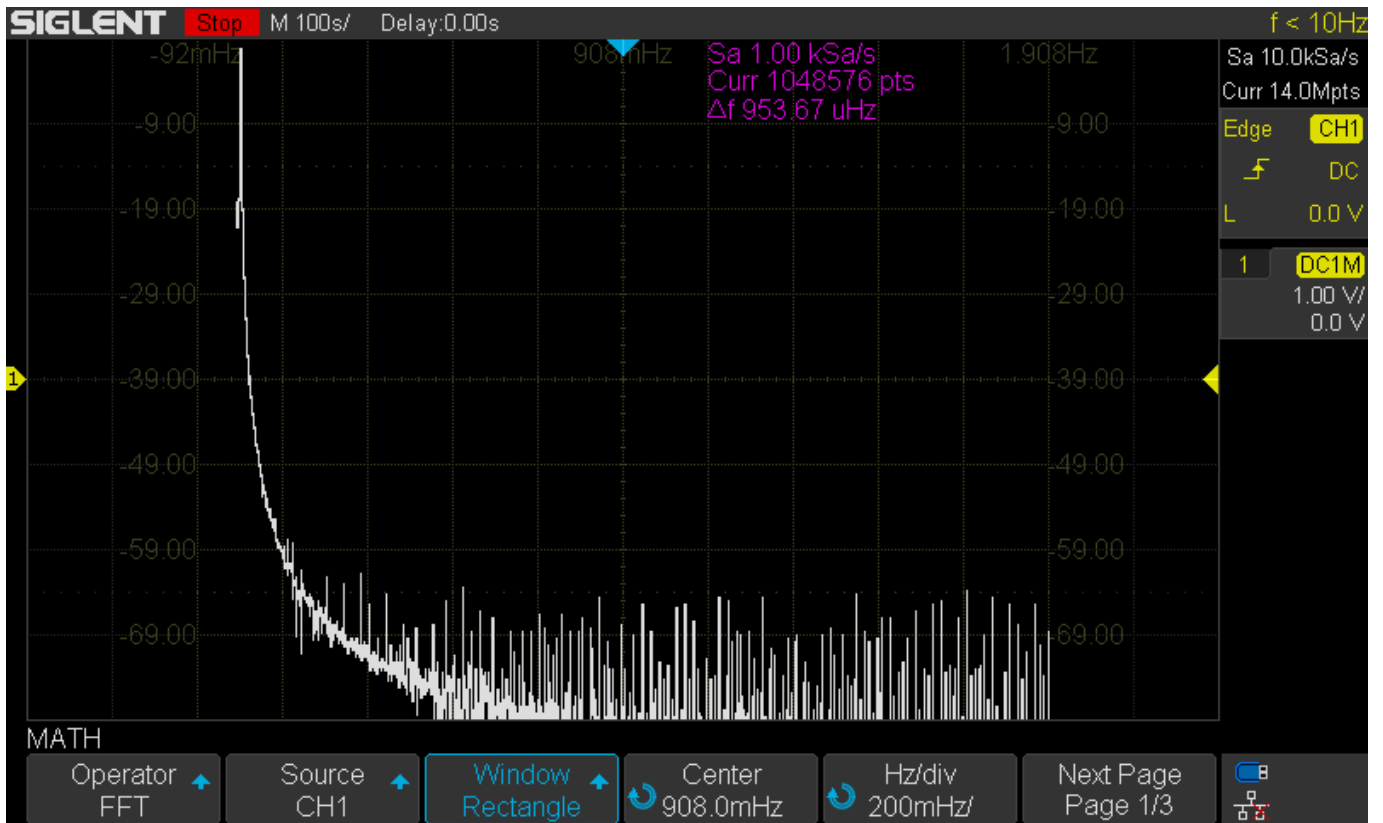 SIGLENT Stop M 100s/ Delay:0.00s f < 10Hz
-92mHz 908mHz 1.908Hz
Sa 1.00 kSa/s
Curr 1048576 pts
Δf 953.67 uHz
Sa 10.0kSa/s
Curr 14.0Mpts
Edge CH1
DC
L 0.0 V
1 DC1M
1.00 V/
0.0 V
-9.00 -9.00
-19.00 -19.00
-29.00 -29.00
1 -39.00 -39.00
-49.00 -49.00
-59.00 -59.00
-69.00 -69.00
MATH
Operator Source Window Center Hz/div Next Page
FFT CH1 Rectangle 908.0mHz 200mHz/ Page 1/3